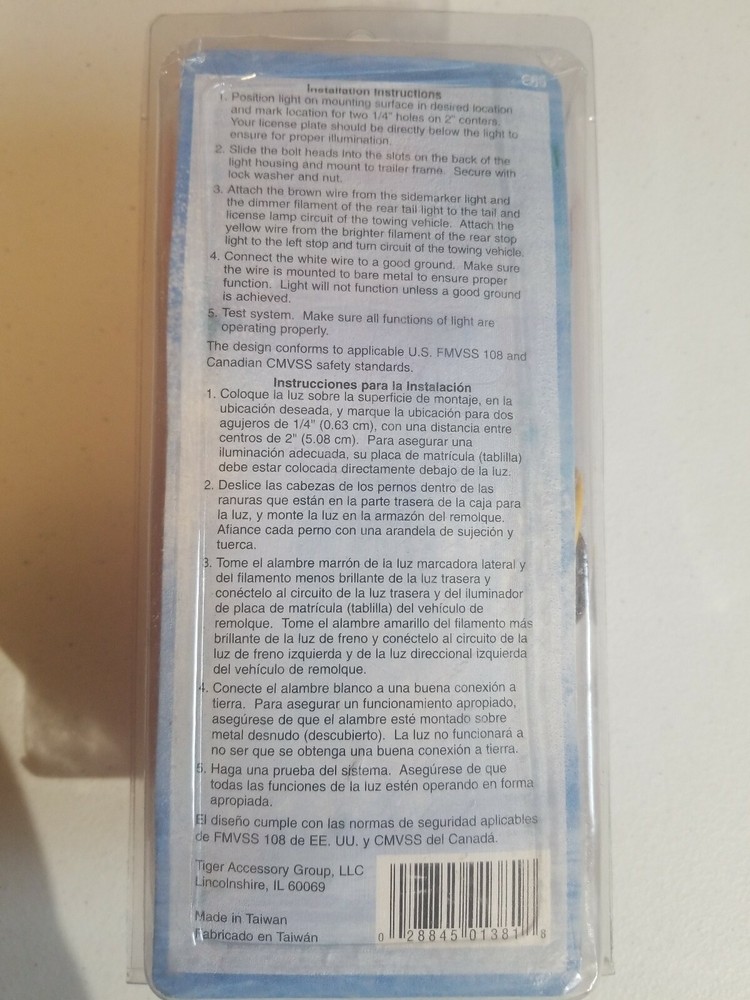 Installation Instructions
1. Position light on mounting surface in desired location
and mark location for two 1/4" holes on 2" centers.
Your license plate should be directly below the light to
ensure for proper illumination.
2. Slide the bolt heads into the slots on the back of the
light housing and mount to trailer frame. Secure with
lock washer and nut.
3. Attach the brown wire from the sidemarker light and
the dimmer filament of the rear tail light to the tail and
license lamp circuit of the towing vehicle. Attach the
yellow wire from the brighter filament of the rear stop
light to the left stop and turn circuit of the towing vehicle.
4. Connect the white wire to a good ground. Make sure
the wire is mounted to bare metal to ensure proper
function. Light will not function unless a good ground
is achieved.
5. Test system. Make sure all functions of light are
operating properly.
The design conforms to applicable U.S. FMVSS 108 and
Canadian CMVSS safety standards.
Instrucciones para la Instalación
1. Coloque la luz sobre la superficie de montaje, en la
ubicación deseada, y marque la ubicación para dos
agujeros de 1/4" (0.63 cm), con una distancia entre
centros de 2" (5.08 cm). Para asegurar una
iluminación adecuada, su placa de matrícula (tablilla)
debe estar colocada directamente debajo de la luz.
2. Deslice las cabezas de los pernos dentro de las
ranuras que están en la parte trasera de la caja para
la luz, y monte la luz en la armazón del remolque.
Afiance cada perno con una arandela de sujeción y
tuerca.
3. Tome el alambre marrón de la luz marcadora lateral y
del filamento menos brillante de la luz trasera y
conéctelo al circuito de la luz trasera y del iluminador
de placa de matrícula (tablilla) del vehículo de
remolque. Tome el alambre amarillo del filamento más
brillante de la luz de freno y conéctelo al circuito de la
luz de freno izquierda y de la luz direccional izquierda
del vehículo de remolque.
4. Conecte el alambre blanco a una buena conexión a
tierra. Para asegurar un funcionamiento apropiado,
asegúrese de que el alambre esté montado sobre
metal desnudo (descubierto). La luz no funcionará a
no ser que se obtenga una buena conexión a tierra.
5. Haga una prueba del sistema. Asegúrese de que
todas las funciones de la luz estén operando en forma
apropiada.
El diseño cumple con las normas de seguridad aplicables
de FMVSS 108 de EE. UU. y CMVSS del Canadá.
Tiger Accessory Group, LLC
Lincolnshire, IL 60069
Made in Taiwan
Fabricado en Taiwán
0 28845 01381 8